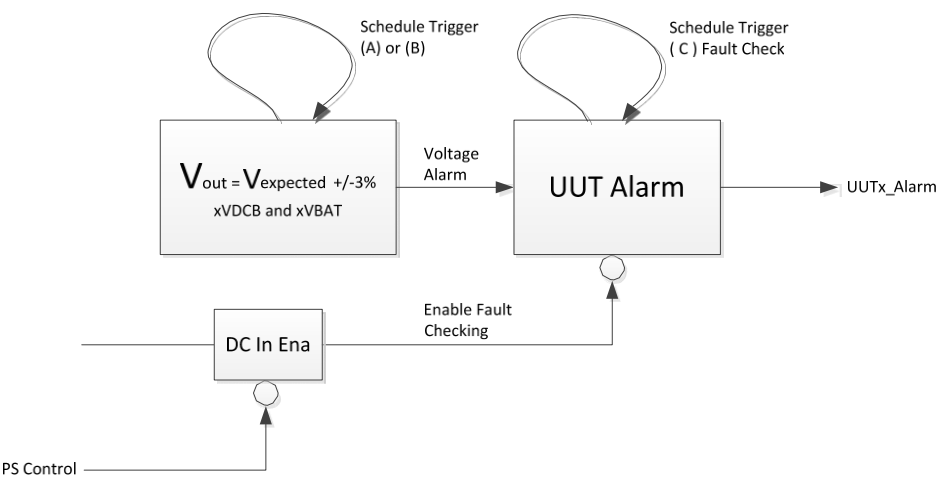 Schedule Trigger
(A) or (B)
Schedule Trigger
( C ) Fault Check
Vout = Vexpected +/-3%
xVDCB and xVBAT
Voltage
Alarm
UUT Alarm
UUTx_Alarm
Enable Fault
Checking
DC In Ena
PS Control